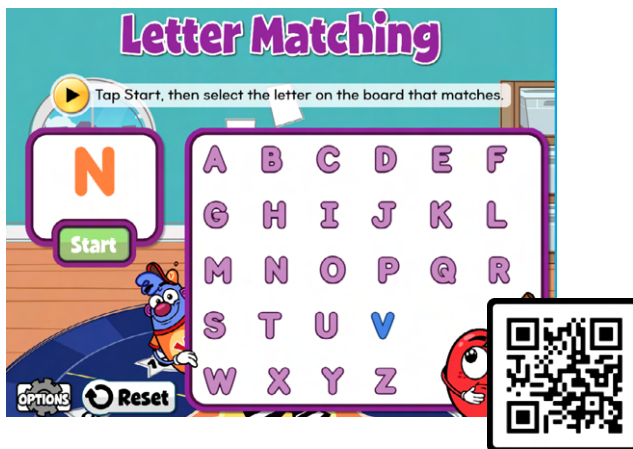 Letter Matching
Tap Start, then select the letter on the board that matches.
N
Start
A B C D E F
G H I J K L
M N O P Q R
S T U V
W X Y Z
OPTIONS
Reset